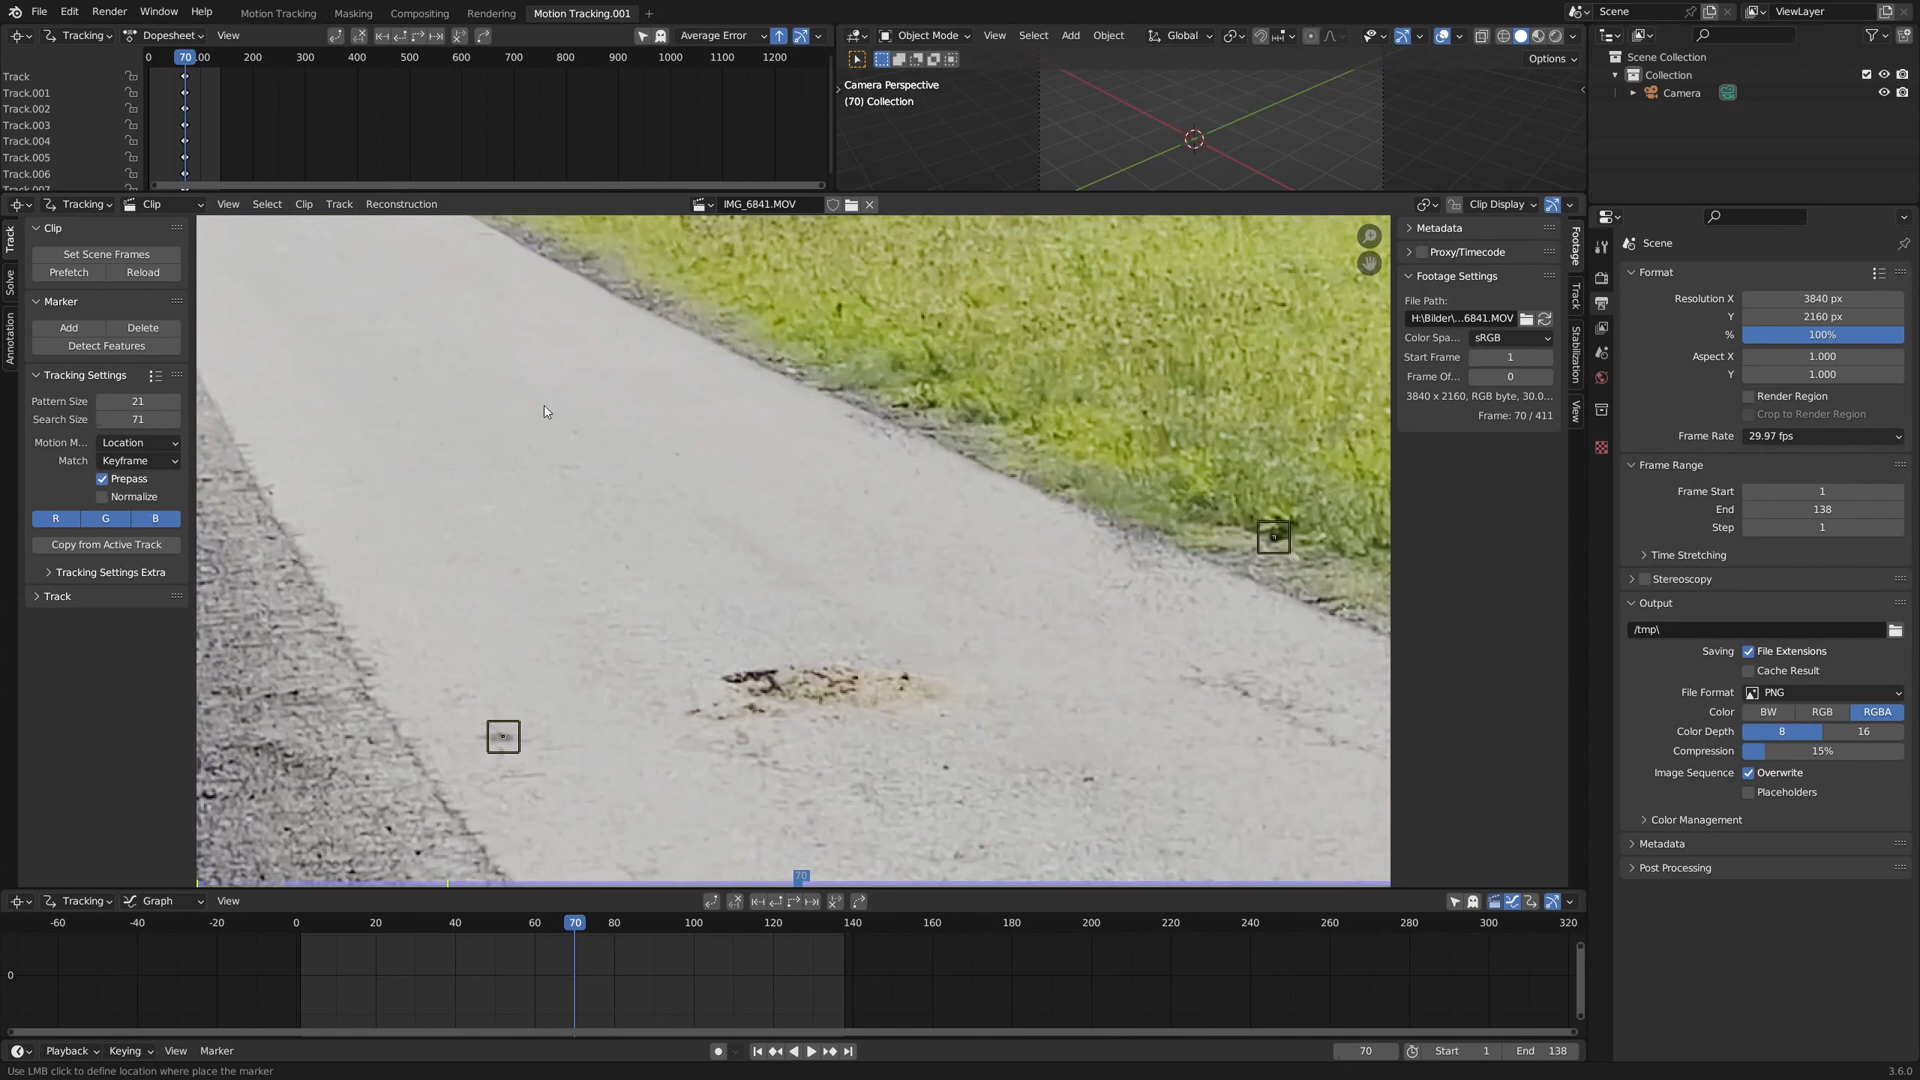 File Edit Render Window Help Motion Tracking Masking Compositing Rendering Motion Tracking.001 + Scene ViewLayer
Tracking Dopesheet View Average Error Object Mode View Select Add Object Global
0 70 100 200 300 400 500 600 700 800 900 1000 1100 1200 Options
Track
Track.001
Track.002
Track.003
Track.004
Track.005
Track.006
Track.007
Camera Perspective
(70) Collection
Scene Collection
Collection
Camera
Tracking Clip View Select Clip Track Reconstruction IMG_6841.MOV Clip Display
Track
Solve
Annotation
Clip
Set Scene Frames
Prefetch Reload
Marker
Add Delete
Detect Features
Tracking Settings
Pattern Size 21
Search Size 71
Motion M... Location
Match Keyframe
Prepass
Normalize
R G B
Copy from Active Track
Tracking Settings Extra
Track
70
Metadata
Proxy/Timecode
Footage Settings
File Path:
H:\Bilder\...6841.MOV
Color Spa... sRGB
Start Frame 1
Frame Of... 0
3840 x 2160, RGB byte, 30.0...
Frame: 70 / 411
Footage
Track
Stabilization
View
Scene
Format
Resolution X 3840 px
Y 2160 px
% 100%
Aspect X 1.000
Y 1.000
Render Region
Crop to Render Region
Frame Rate 29.97 fps
Frame Range
Frame Start 1
End 138
Step 1
Time Stretching
Stereoscopy
Output
/tmp\
Saving File Extensions
Cache Result
File Format PNG
Color BW RGB RGBA
Color Depth 8 16
Compression 15%
Image Sequence Overwrite
Placeholders
Color Management
Metadata
Post Processing
Tracking Graph View
-60 -40 -20 0 20 40 60 70 80 100 120 140 160 180 200 220 240 260 280 300 320
0
Playback Keying View Marker 70 Start 1 End 138
Use LMB click to define location where place the marker 3.6.0